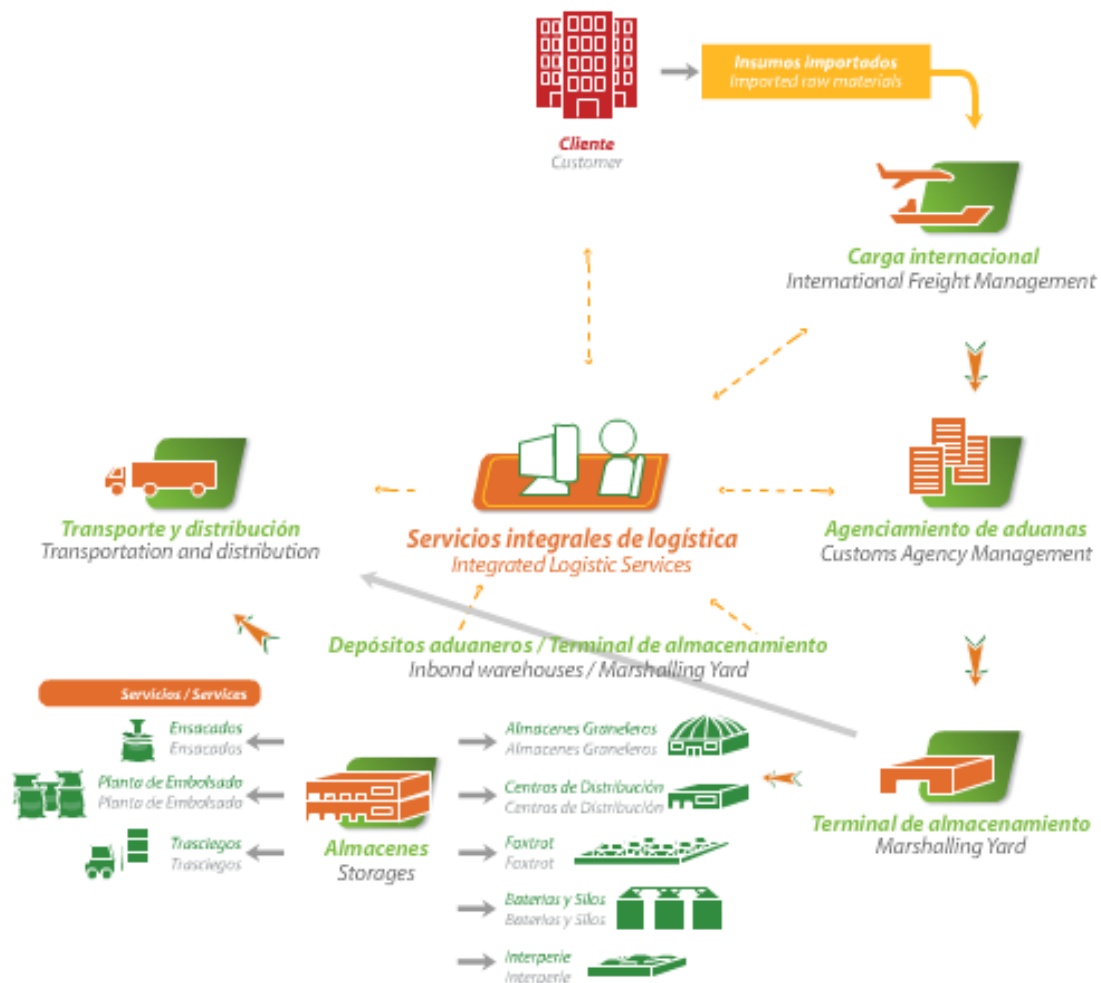 Insumos importados
Imported raw materials
Cliente
Customer
Carga internacional
International Freight Management
Transporte y distribución
Transportation and distribution
Servicios integrales de logística
Integrated Logistic Services
Agenciamiento de aduanas
Customs Agency Management
Depósitos aduaneros / Terminal de almacenamiento
Inbond warehouses / Marshalling Yard
Servicios / Services
Ensacados
Ensacados
Planta de Embolsado
Planta de Embolsado
Trasciegos
Trasciegos
Almacenes
Storages
Almacenes Graneleros
Almacenes Graneleros
Centros de Distribución
Centros de Distribución
Foxtrot
Foxtrot
Baterias y Silos
Baterias y Silos
Interperie
Interperie
Terminal de almacenamiento
Marshalling Yard